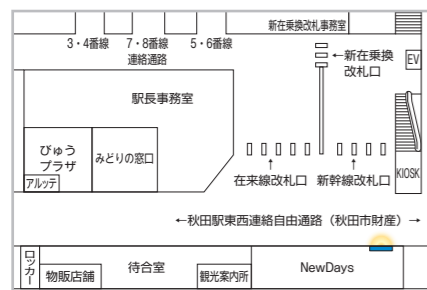 新在乗換改札事務室
3・4番線
7・8番線
5・6番線
連絡通路
←新在乗換
改札口
EV
駅長事務室
びゅう
プラザ
みどりの窓口
アルッテ
在来線改札口
新幹線改札口
KIOSK
←秋田駅東西連絡自由通路（秋田市財産）→
ロッカー
物販店舗
待合室
観光案内所
NewDays